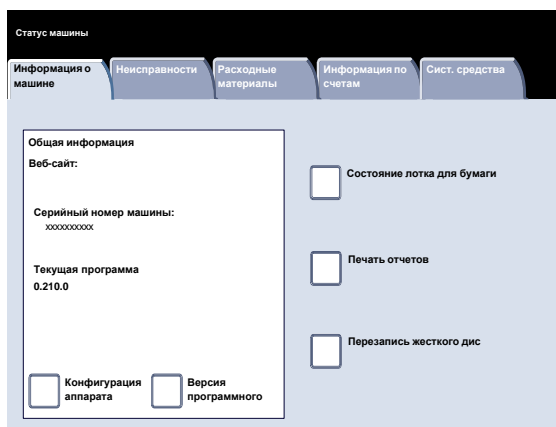 Статус машины
Информация о
машине
Неисправности
Расходные
материалы
Информация по
счетам
Сист. средства
Общая информация
Веб-сайт:
Серийный номер машины:
xxxxxxxxxx
Текущая программа
0.210.0
Конфигурация
аппарата
Версия
программного
Состояние лотка для бумаги
Печать отчетов
Перезапись жесткого дис